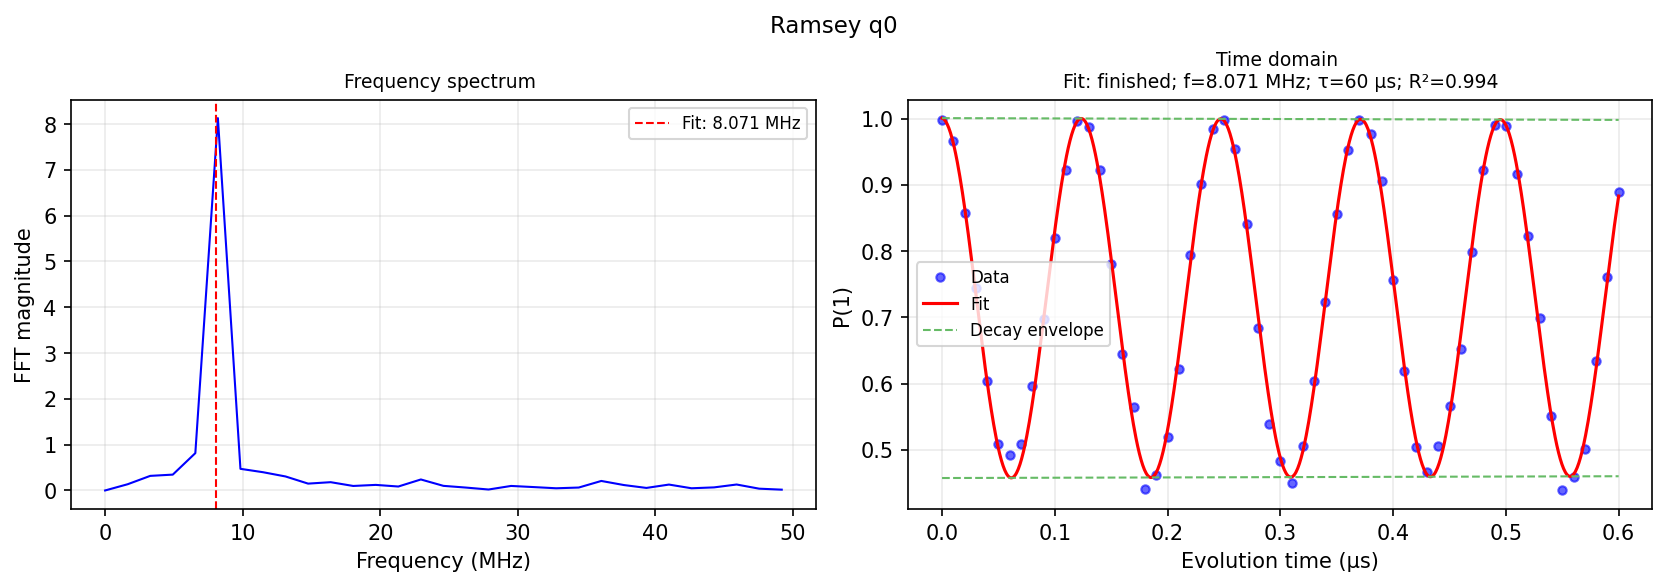 Ramsey q0
Frequency spectrum
Fit: 8.071 MHz
FFT magnitude
8
7
6
5
4
3
2
1
0
0 10 20 30 40 50
Frequency (MHz)
Time domain
Fit: finished; f=8.071 MHz; τ=60 µs; R²=0.994
P(1)
1.0
0.9
0.8
0.7
0.6
0.5
Data
Fit
Decay envelope
0.0 0.1 0.2 0.3 0.4 0.5 0.6
Evolution time (µs)